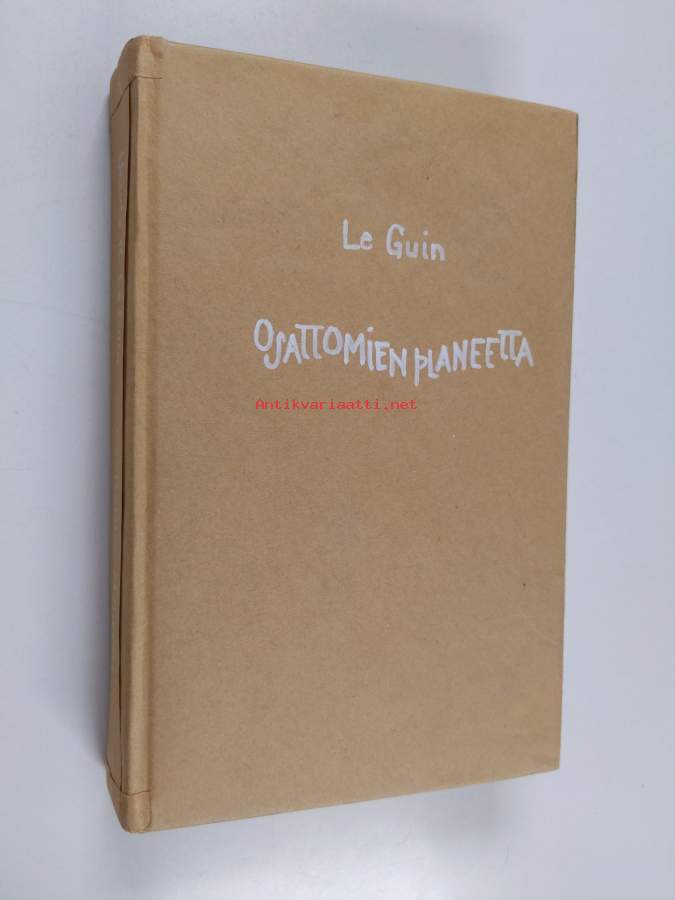 Le Guin
OSATTOMIEN PLANEETTA
Antikvariaatti.net